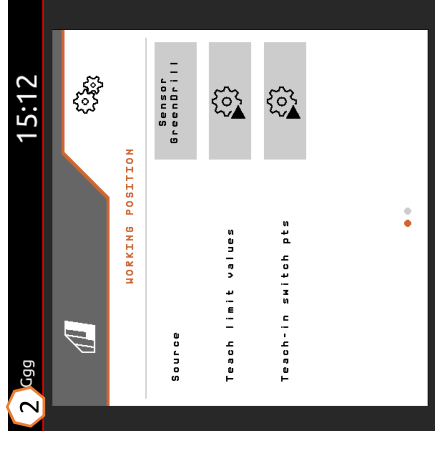 2
Ggg
15:12
WORKING POSITION
Source
Sensor
GreenDrill
Teach limit values
Teach-in switch pts